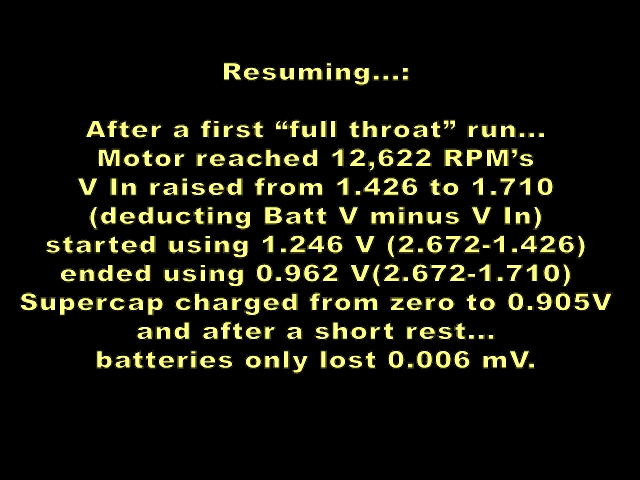 Resuming...:
After a first “full throat” run...
Motor reached 12,622 RPM’s
V In raised from 1.426 to 1.710
(deducting Batt V minus V In)
started using 1.246 V (2.672-1.426)
ended using 0.962 V(2.672-1.710)
Supercap charged from zero to 0.905V
and after a short rest...
batteries only lost 0.006 mV.